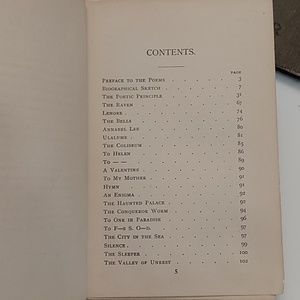 CONTENTS.
PAGE
PREFACE TO THE POEMS 3
BIOGRAPHICAL SKETCH 7
THE POETIC PRINCIPLE 31
THE RAVEN 67
LENORE 74
THE BELLS 76
ANNABEL LEE 80
ULALUME 81
THE COLISEUM 85
TO HELEN 86
TO — 89
A VALENTINE 90
TO MY MOTHER 91
HYMN 91
AN ENIGMA 92
THE HAUNTED PALACE 92
THE CONQUEROR WORM 94
TO ONE IN PARADISE 96
TO F—S S. O—D. 97
THE CITY IN THE SEA 97
SILENCE 99
THE SLEEPER 100
THE VALLEY OF UNREST 102
5